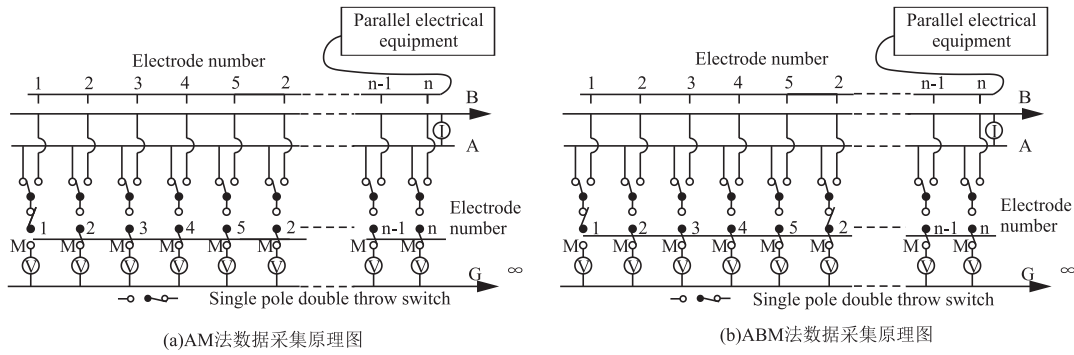 Parallel electrical
equipment
Electrode number
1 2 3 4 5 2 n-1 n
B
I
A
Electrode
number
1 2 3 4 5 2 n-1 n
M M M M M M M M
V V V V V V V V
G ∞
Single pole double throw switch
(a)AM法数据采集原理图
Parallel electrical
equipment
Electrode number
1 2 3 4 5 2 n-1 n
B
I
A
Electrode
number
1 2 3 4 5 2 n-1 n
M M M M M M M M
V V V V V V V V
G ∞
Single pole double throw switch
(b)ABM法数据采集原理图